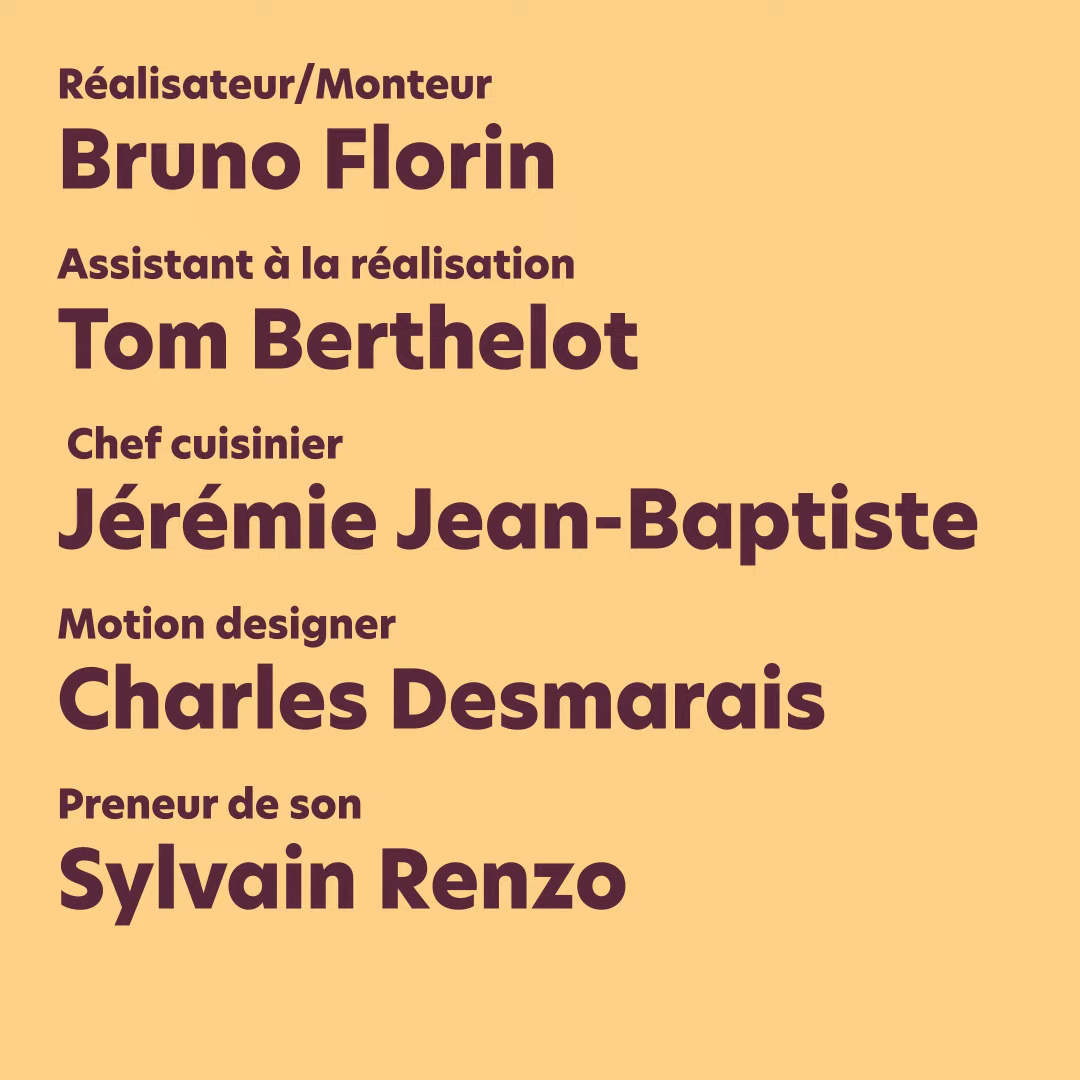 Réalisateur/Monteur
Bruno Florin
Assistant à la réalisation
Tom Berthelot
Chef cuisinier
Jérémie Jean-Baptiste
Motion designer
Charles Desmarais
Preneur de son
Sylvain Renzo